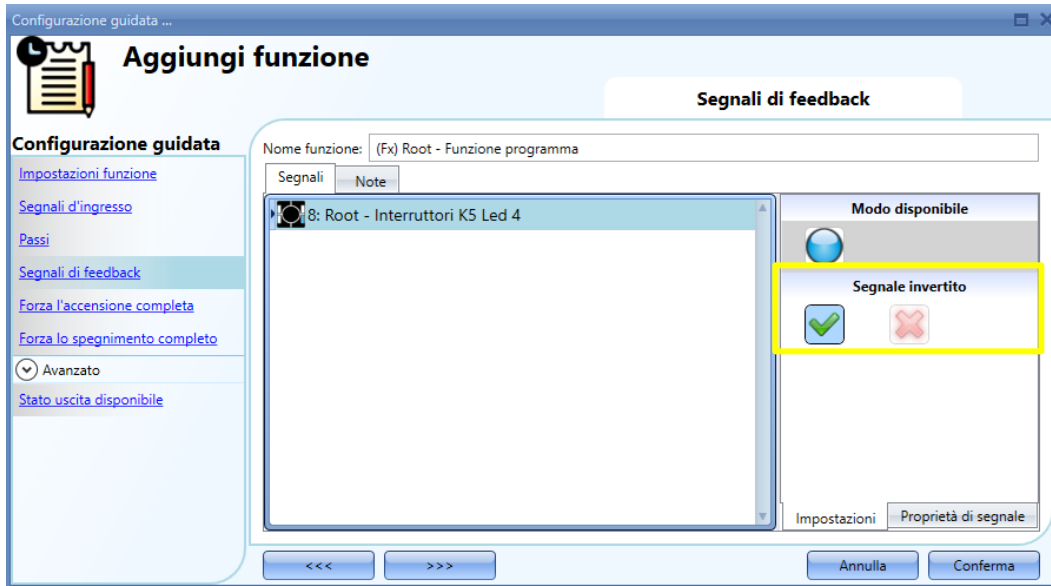 Configurazione guidata ...
Aggiungi funzione
Segnali di feedback
Configurazione guidata
Impostazioni funzione
Segnali d'ingresso
Passi
Segnali di feedback
Forza l'accensione completa
Forza lo spegnimento completo
Avanzato
Stato uscita disponibile
Nome funzione: (Fx) Root - Funzione programma
Segnali Note
8: Root - Interruttori K5 Led 4
Modo disponibile
Segnale invertito
Impostazioni Proprietà di segnale
<<< >>> Annulla Conferma